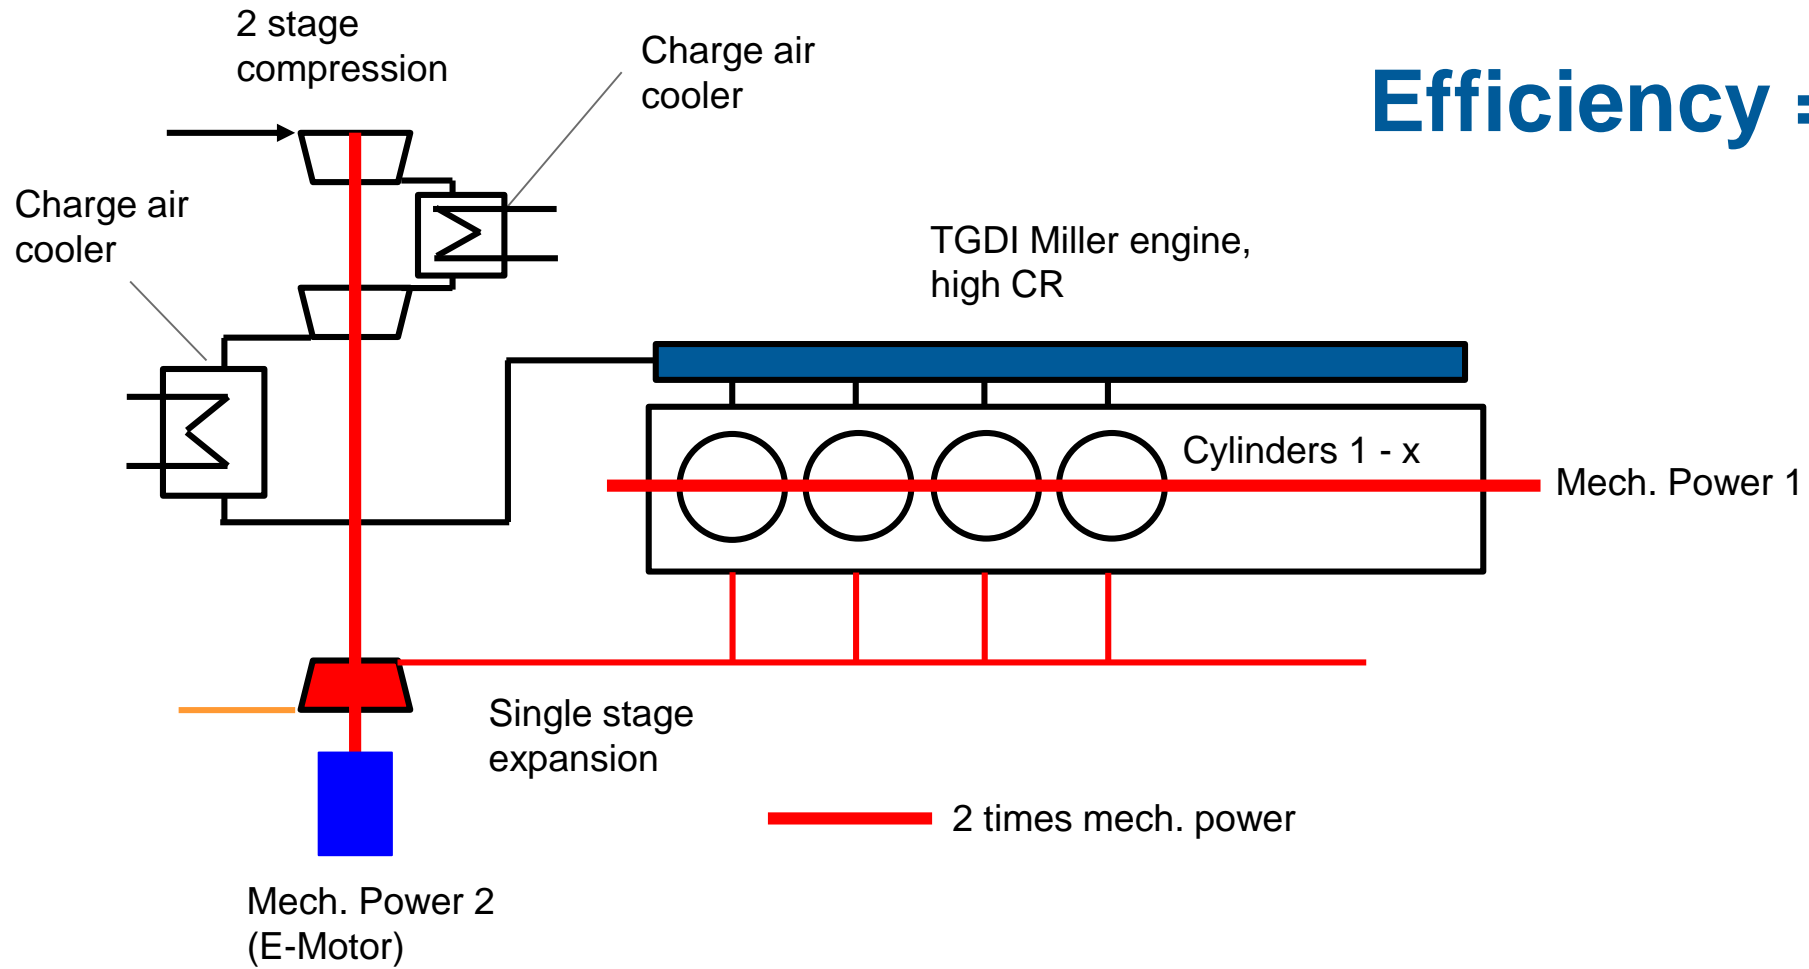 2 stage
compression
Charge air
cooler
Efficiency =
Charge air
cooler
TGDI Miller engine,
high CR
Cylinders 1 - x
Mech. Power 1
Single stage
expansion
2 times mech. power
Mech. Power 2
(E-Motor)